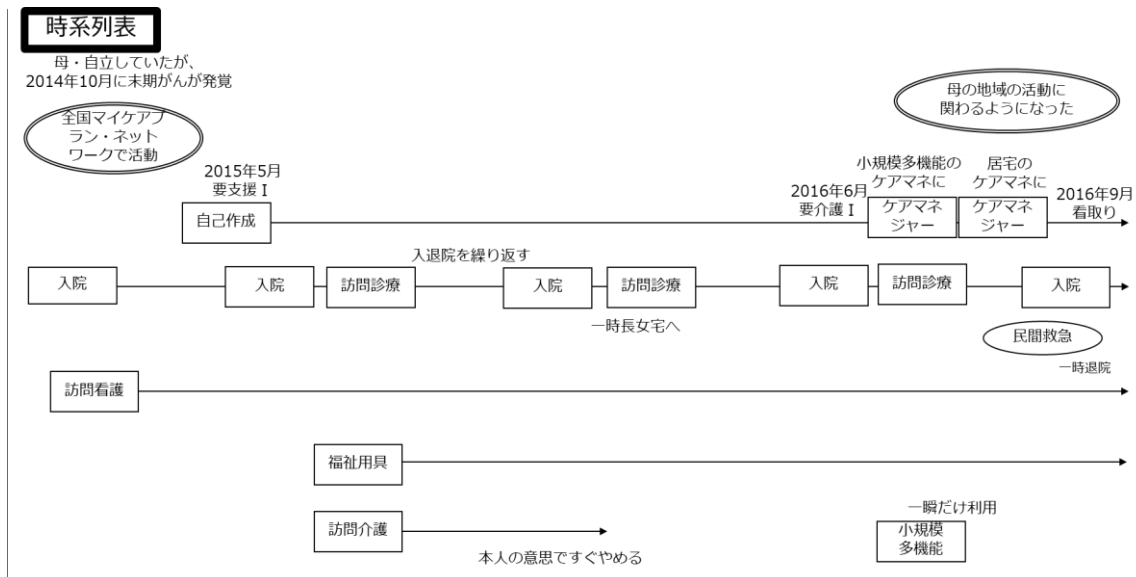 時系列表
母・自立していたが、
2014年10月に末期がんが発覚
全国マイケアプ
ラン・ネット
ワークで活動
母の地域の活動に
関わるようになった
2015年5月
要支援Ⅰ
自己作成
2016年6月
要介護Ⅰ
小規模多機能の
ケアマネに
ケアマネ
ジャー
居宅の
ケアマネに
ケアマネ
ジャー
2016年9月
看取り
入退院を繰り返す
入院
入院
訪問診療
入院
訪問診療
入院
訪問診療
入院
一時長女宅へ
民間救急
一時退院
訪問看護
福祉用具
訪問介護
本人の意思ですぐやめる
一瞬だけ利用
小規模
多機能